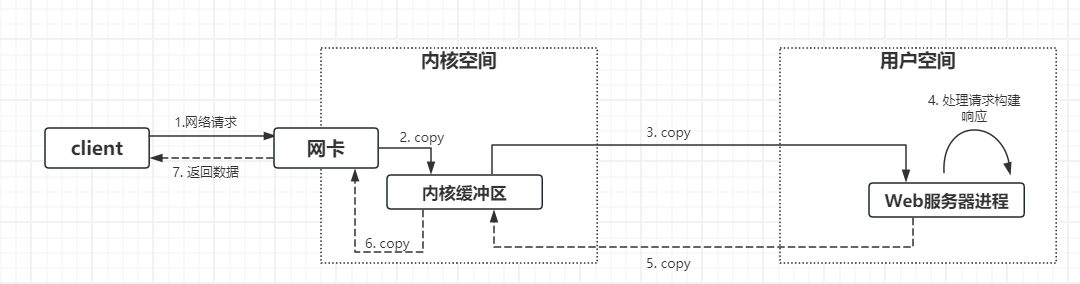 内核空间
用户空间
client
1.网络请求
7. 返回数据
网卡
2. copy
内核缓冲区
6. copy
3. copy
5. copy
4. 处理请求构建
响应
Web服务器进程